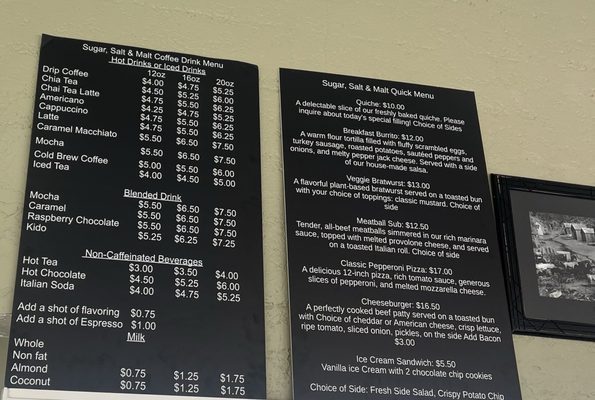 Sugar, Salt & Malt Coffee Drink Menu
Hot Drinks or Iced Drinks
12oz 16oz 20oz
Drip Coffee $4.00 $4.75 $5.25
Chia Tea $4.50 $5.25 $6.00
Chai Tea Latte $4.75 $5.50 $6.25
Americano $4.25 $4.75 $5.25
Cappuccino $4.75 $5.50 $6.25
Latte $4.75 $5.50 $6.25
Caramel Macchiato $5.50 $6.50 $7.50
Mocha $5.50 $6.50 $7.50
Cold Brew Coffee $5.00 $5.50 $6.00
Iced Tea $4.00 $4.50 $5.00
Blended Drink
Mocha $5.50 $6.50 $7.50
Caramel $5.50 $6.50 $7.50
Raspberry Chocolate $5.50 $6.50 $7.50
Kido $5.25 $6.25 $7.25
Non-Caffeinated Beverages
Hot Tea $3.00 $3.50 $4.00
Hot Chocolate $4.50 $5.25 $6.00
Italian Soda $4.00 $4.75 $5.25
Add a shot of flavoring $0.75
Add a shot of Espresso $1.00
Milk
Whole
Non fat
Almond $0.75 $1.25 $1.75
Coconut $0.75 $1.25 $1.75
Sugar, Salt & Malt Quick Menu
Quiche: $10.00
A delectable slice of our freshly baked quiche. Please
inquire about today's special filling! Choice of Sides
Breakfast Burrito: $12.00
A warm flour tortilla filled with fluffy scrambled eggs,
turkey sausage, roasted potatoes, sautéed peppers and
onions, and melty pepper jack cheese. Served with a side
of our house-made salsa.
Veggie Bratwurst: $13.00
A flavorful plant-based bratwurst served on a toasted bun
with your choice of toppings: classic mustard. Choice of
side
Meatball Sub: $12.50
Tender, all-beef meatballs simmered in our rich marinara
sauce, topped with melted provolone cheese, and served
on a toasted Italian roll. Choice of side
Classic Pepperoni Pizza: $17.00
A delicious 12-inch pizza, rich tomato sauce, generous
slices of pepperoni, and melted mozzarella cheese.
Cheeseburger: $16.50
A perfectly cooked beef patty served on a toasted bun
with Choice of cheddar or American cheese, crisp lettuce,
ripe tomato, sliced onion, pickles, on the side Add Bacon
$3.00
Ice Cream Sandwich: $5.50
Vanilla ice Cream with 2 chocolate chip cookies
Choice of Side: Fresh Side Salad, Crispy Potato Chip